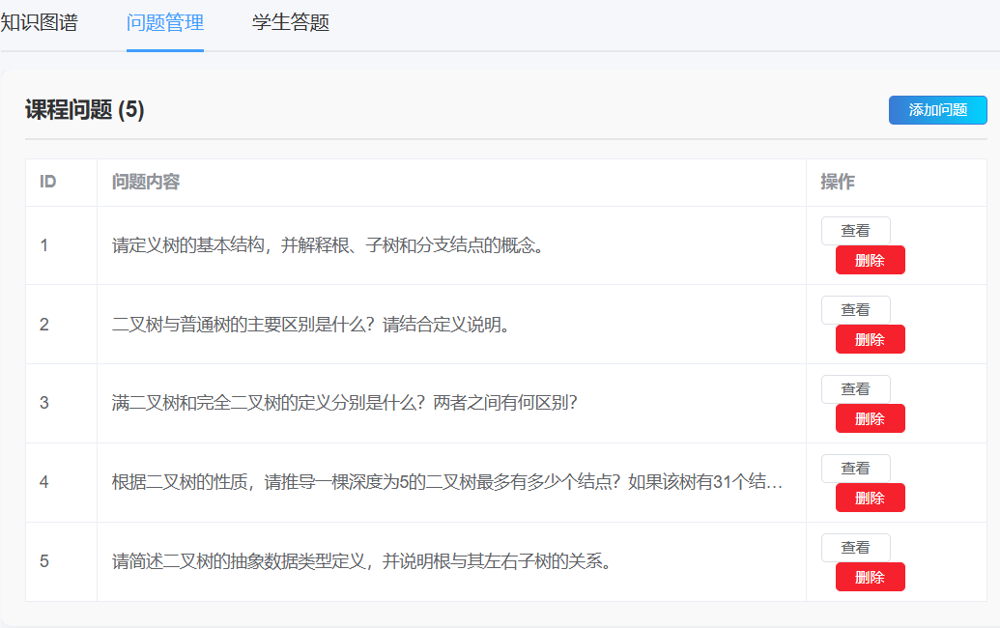 知识图谱 问题管理 学生答题
课程问题 (5) 添加问题
ID 问题内容 操作
1 请定义树的基本结构，并解释根、子树和分支结点的概念。 查看
删除
2 二叉树与普通树的主要区别是什么？请结合定义说明。 查看
删除
3 满二叉树和完全二叉树的定义分别是什么？两者之间有何区别？ 查看
删除
4 根据二叉树的性质，请推导一棵深度为5的二叉树最多有多少个结点？如果该树有31个结… 查看
删除
5 请简述二叉树的抽象数据类型定义，并说明根与其左右子树的关系。 查看
删除